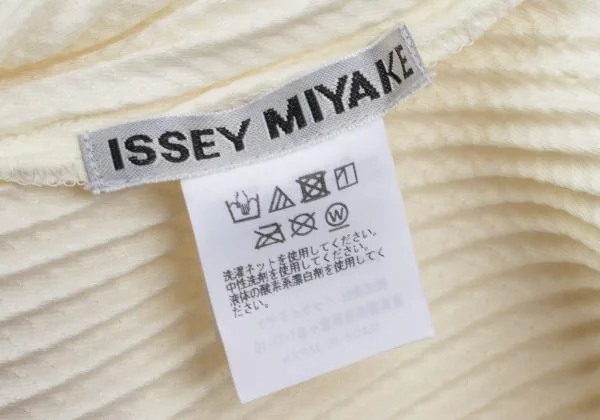 ISSEY MIYAKE
洗濯ネットを使用してください。
中性洗剤を使用してください。
液体の酸素系漂白剤を使用してく
ださい。